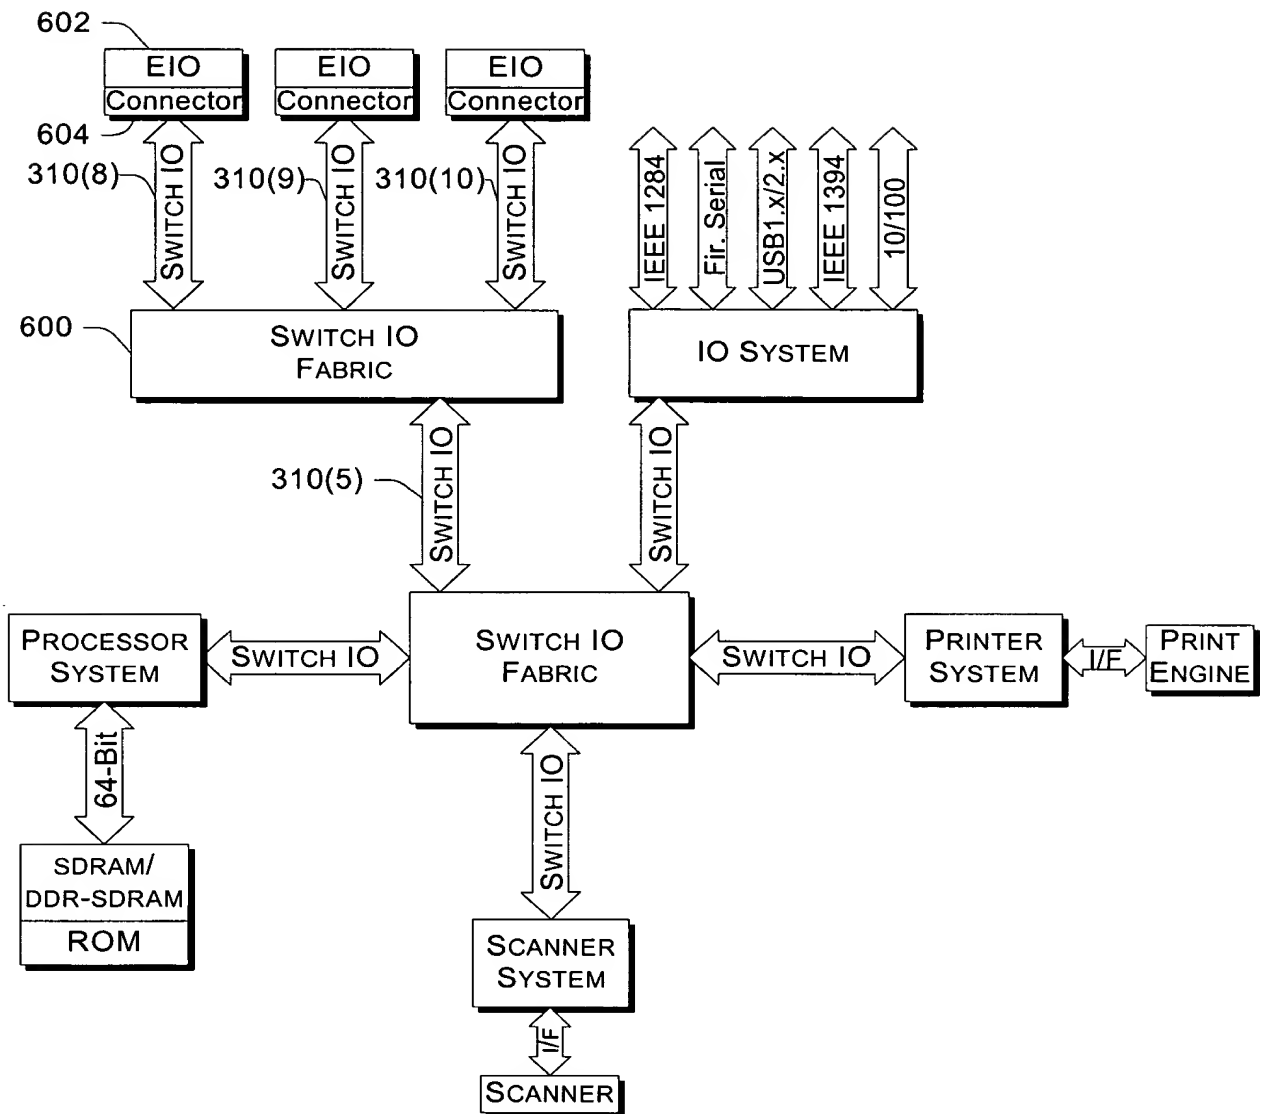 602
EIO
EIO
EIO
Connector
Connector
Connector
604
310(8)
310(9)
310(10)
SWITCH IO
SWITCH IO
SWITCH IO
IEEE 1284
Fir. Serial
USB1.x/2.x
IEEE 1394
10/100
600
SWITCH IO
FABRIC
IO SYSTEM
310(5)
SWITCH IO
SWITCH IO
PROCESSOR
SYSTEM
SWITCH IO
SWITCH IO
FABRIC
SWITCH IO
PRINTER
SYSTEM
I/F
PRINT
ENGINE
64-Bit
SWITCH IO
SDRAM/
DDR-SDRAM
ROM
SCANNER
SYSTEM
I/F
SCANNER